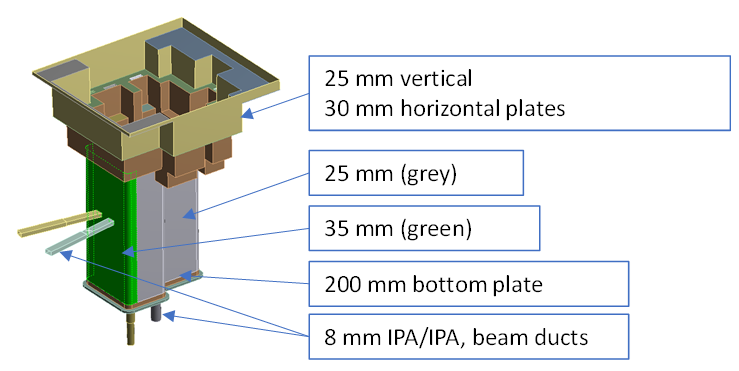 25 mm vertical
30 mm horizontal plates
25 mm (grey)
35 mm (green)
200 mm bottom plate
8 mm IPA/IPA, beam ducts